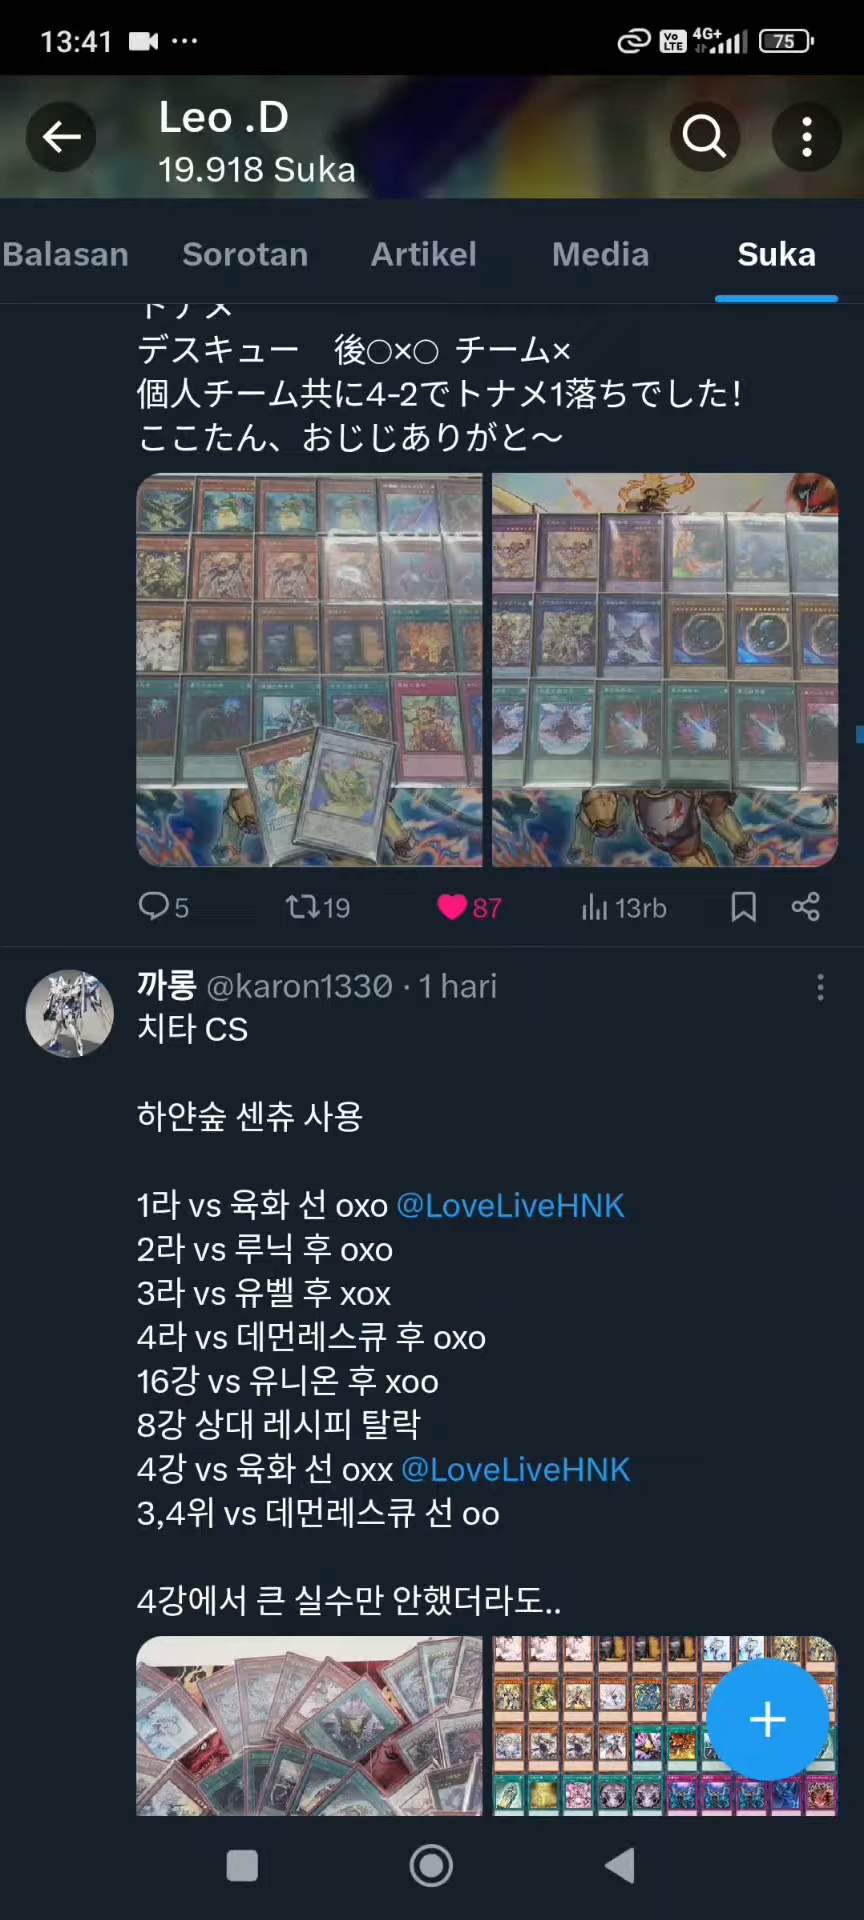 13:41
VoLTE 4G+ 75
Leo .D
19.918 Suka
Balasan Sorotan Artikel Media Suka
トナメ
デスキュー　後○×○ チーム×
個人チーム共に4-2でトナメ1落ちでした!
ここたん、おじじありがと〜
5 19 87 13rb
까롱 @karon1330 · 1 hari
치타 CS
하얀숲 센츄 사용
1라 vs 육화 선 oxo @LoveLiveHNK
2라 vs 루닉 후 oxo
3라 vs 유벨 후 xox
4라 vs 데먼레스큐 후 oxo
16강 vs 유니온 후 xoo
8강 상대 레시피 탈락
4강 vs 육화 선 oxx @LoveLiveHNK
3,4위 vs 데먼레스큐 선 oo
4강에서 큰 실수만 안했더라도..